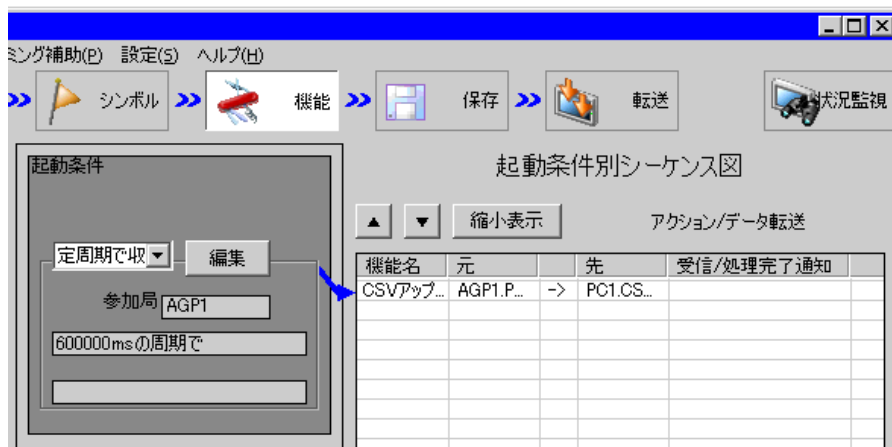 ミング補助(P) 設定(S) ヘルプ(H)
シンボル 機能 保存 転送 状況監視
起動条件
起動条件別シーケンス図
▲ ▼ 縮小表示 アクション/データ転送
定周期で収 編集
機能名 元 先 受信/処理完了通知
CSVアップ... AGP1.P... -> PC1.CS...
参加局 AGP1
600000msの周期で